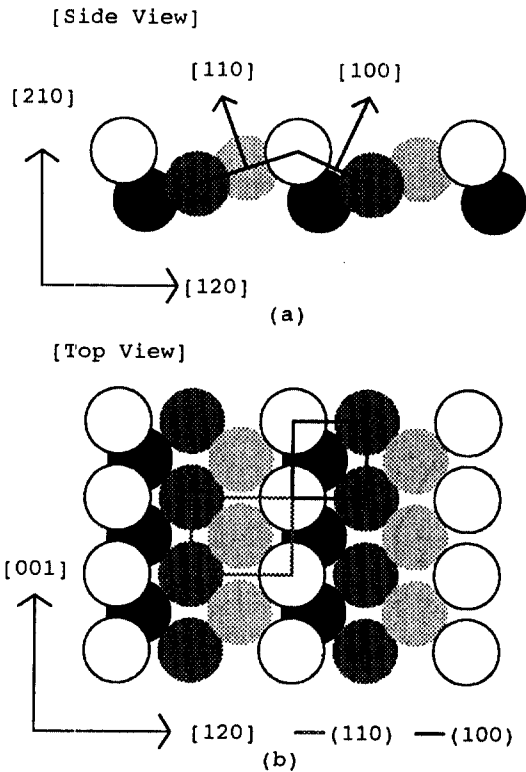 [Side View]
[110]
[100]
[210]
[120]
(a)
[Top View]
[001]
[120] (110) (100)
(b)